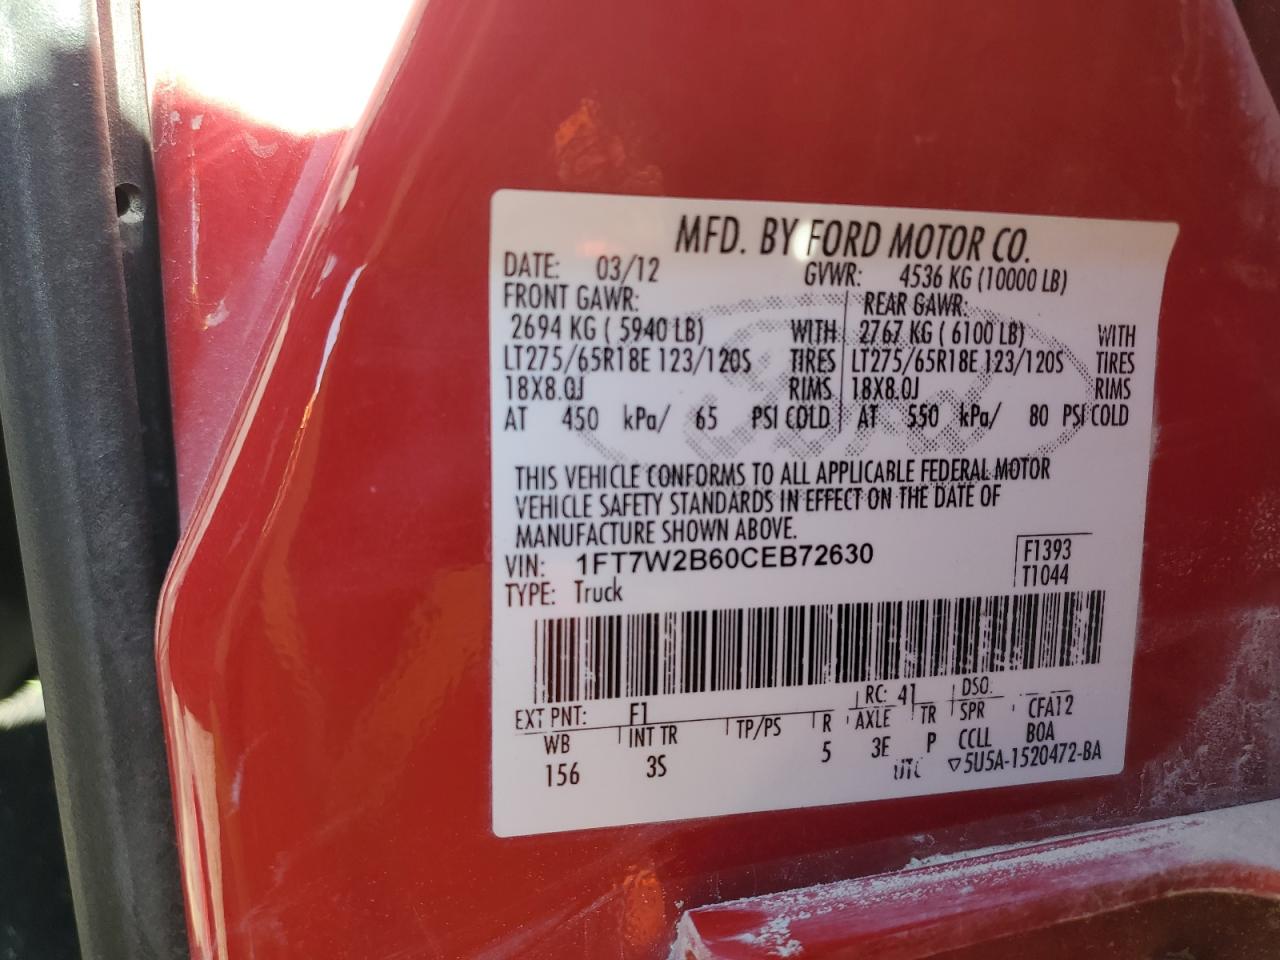 MFD. BY FORD MOTOR CO.
DATE: 03/12 GVWR: 4536 KG (10000 LB)
FRONT GAWR: REAR GAWR:
2694 KG ( 5940 LB) WITH 2767 KG ( 6100 LB) WITH
LT275/65R18E 123/120S TIRES LT275/65R18E 123/120S TIRES
18X8.0J RIMS 18X8.0J RIMS
AT 450 kPa/ 65 PSI COLD AT 550 kPa/ 80 PSI COLD
THIS VEHICLE CONFORMS TO ALL APPLICABLE FEDERAL MOTOR
VEHICLE SAFETY STANDARDS IN EFFECT ON THE DATE OF
MANUFACTURE SHOWN ABOVE.
VIN: 1FT7W2B60CEB72630 F1393
TYPE: Truck T1044
EXT PNT: F1 RC: 41 DSO:
WB INT TR TP/PS R AXLE TR SPR CFA12
156 3S 5 3E P CCLL BOA
UTC ▽5U5A-1520472-BA